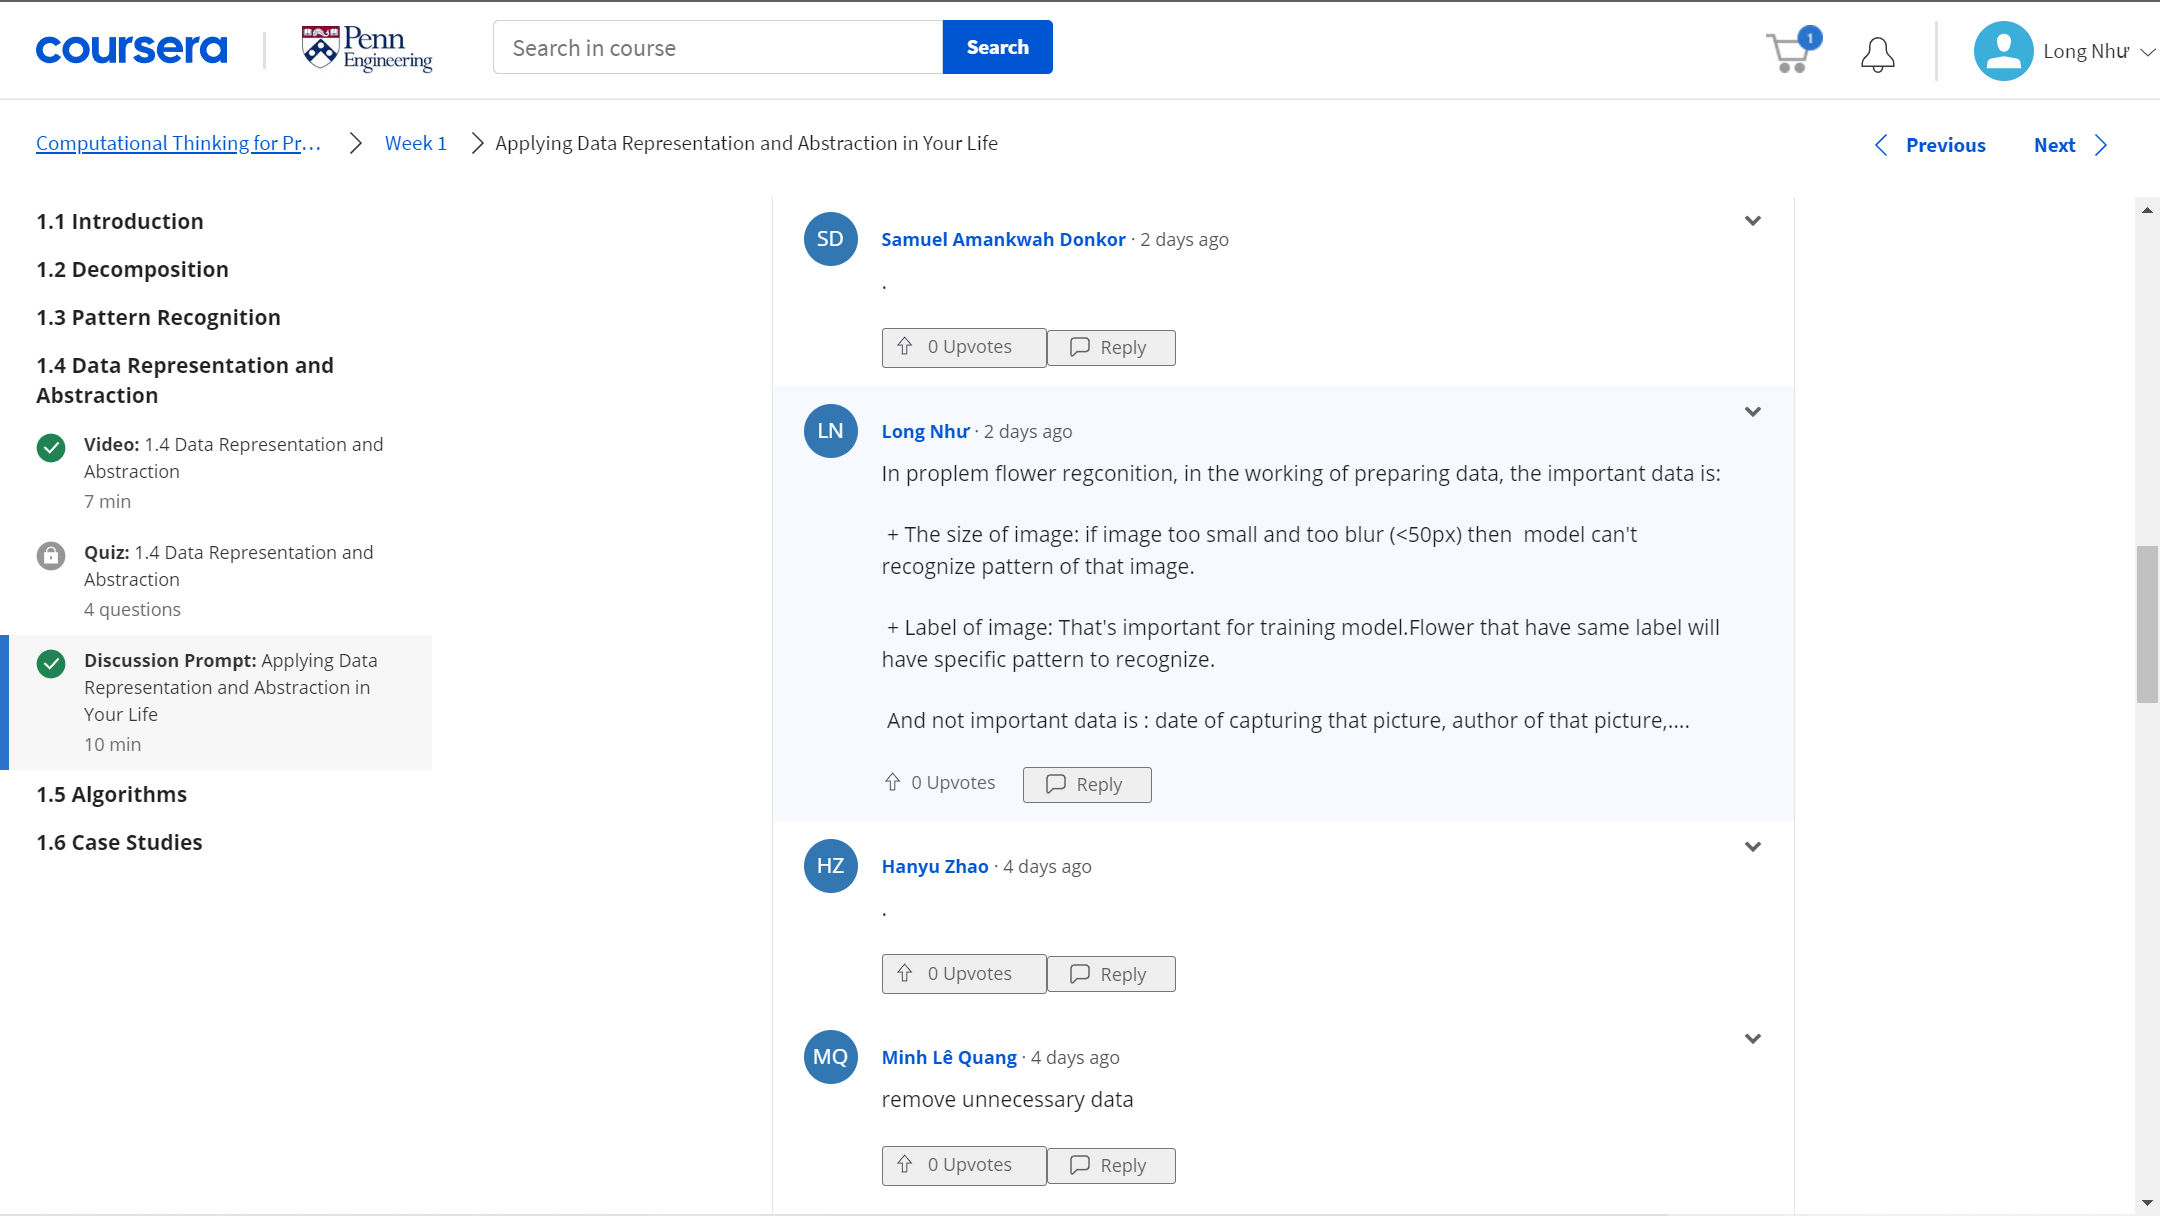 coursera
Penn
Engineering
Search in course
Search
1
Long Như
Computational Thinking for Pr...
Week 1
Applying Data Representation and Abstraction in Your Life
Previous
Next
1.1 Introduction
1.2 Decomposition
1.3 Pattern Recognition
1.4 Data Representation and
Abstraction
Video: 1.4 Data Representation and
Abstraction
7 min
Quiz: 1.4 Data Representation and
Abstraction
4 questions
Discussion Prompt: Applying Data
Representation and Abstraction in
Your Life
10 min
1.5 Algorithms
1.6 Case Studies
SD
Samuel Amankwah Donkor · 2 days ago
.
0 Upvotes
Reply
LN
Long Như · 2 days ago
In proplem flower regconition, in the working of preparing data, the important data is:
+ The size of image: if image too small and too blur (<50px) then  model can't
recognize pattern of that image.
+ Label of image: That's important for training model.Flower that have same label will
have specific pattern to recognize.
And not important data is : date of capturing that picture, author of that picture,....
0 Upvotes
Reply
HZ
Hanyu Zhao · 4 days ago
.
0 Upvotes
Reply
MQ
Minh Lê Quang · 4 days ago
remove unnecessary data
0 Upvotes
Reply